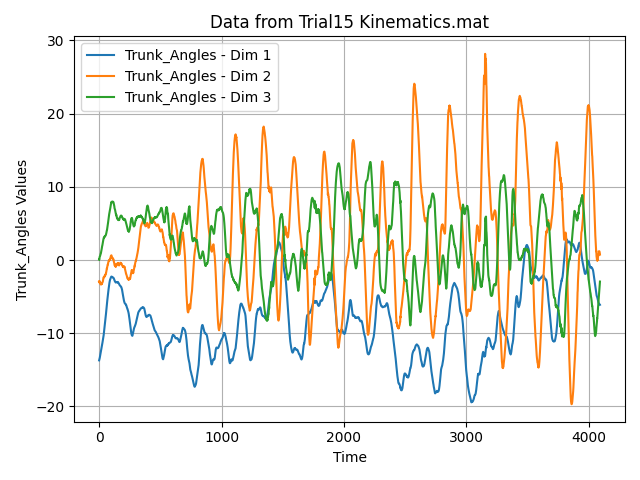 Data from Trial15 Kinematics.mat
Trunk_Angles - Dim 1
Trunk_Angles - Dim 2
Trunk_Angles - Dim 3
Trunk_Angles Values
30
20
10
0
−10
−20
0 1000 2000 3000 4000
Time